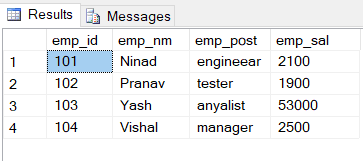 Results Messages
emp_id emp_nm emp_post emp_sal
1 101 Ninad engineear 2100
2 102 Pranav tester 1900
3 103 Yash anyalist 53000
4 104 Vishal manager 2500